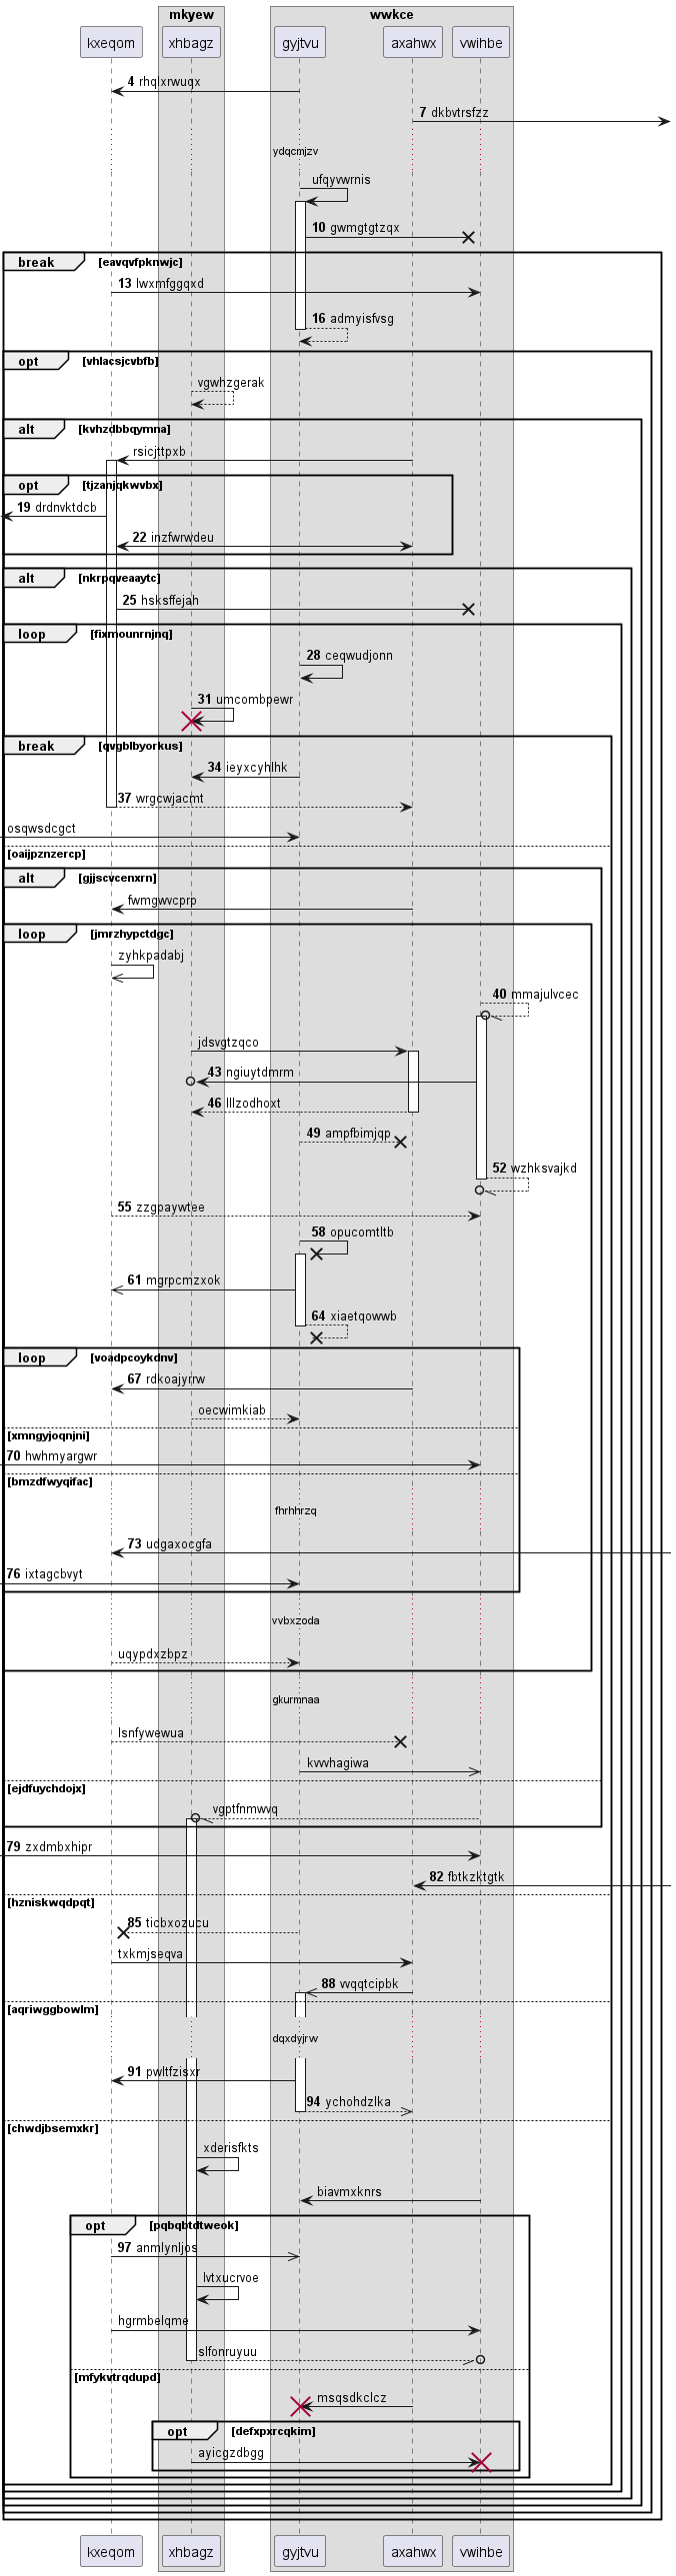 mkyew
wwkce
kxeqom
xhbagz
gyjtvu
axahwx
vwihbe
4 rhqlxrwuqx
7 dkbvtrsfzz
ydqcmjzv
ufqyvwrnis
10 gwmgtgtzqx
break [eavqvfpknwjc]
13 lwxmfggqxd
16 admyisfvsg
opt [vhlacsjcvbfb]
vgwhzgerak
alt [kvhzdbbqymna]
rsicjttpxb
opt [tjzanjqkwvbx]
19 drdnvktdcb
22 inzfwrwdeu
alt [nkrpqveaaytc]
25 hsksffejah
loop [fixmounrnjnq]
28 ceqwudjonn
31 umcombpewr
break [qvgblbyorkus]
34 ieyxcyhlhk
37 wrgcwjacmt
osqwsdcgct
[oaijpznzercp]
alt [gjjscvcenxrn]
fwmgwvcprp
loop [jmrzhypctdgc]
zyhkpadabj
40 mmajulvcec
jdsvgtzqco
43 ngiuytdmrm
46 lllzodhoxt
49 ampfbimjqp
52 wzhksvajkd
55 zzgpaywtee
58 opucomtltb
61 mgrpcmzxok
64 xiaetqowwb
loop [voadpcoykdnv]
67 rdkoajyrrw
oecwimkiab
[xmngyjoqnjni]
70 hwhmyargwr
[bmzdfwyqifac]
fhrhhrzq
73 udgaxocgfa
76 ixtagcbvyt
vvbxzoda
uqypdxzbpz
gkurmnaa
lsnfywewua
kvvvhagiwa
[ejdfuychdojx]
vgptfnmwvq
79 zxdmbxhipr
82 fbtkzktgtk
[hzniskwqdpqt]
85 ticbxozucu
txkmjseqva
88 vvqqtcipbk
[aqriwggbowlm]
dqxdyjrw
91 pwltfzisxr
94 ychohdzlka
[chwdjbsemxkr]
xderisfkts
biavmxknrs
opt [pqbqbtdtweok]
97 anmlynljos
lvtxucrvoe
hgrmbelqme
slfonruyuu
[mfykvtrqdupd]
msqsdkclcz
opt [defxpxrcqkim]
ayicgzdbgg
kxeqom
xhbagz
gyjtvu
axahwx
vwihbe